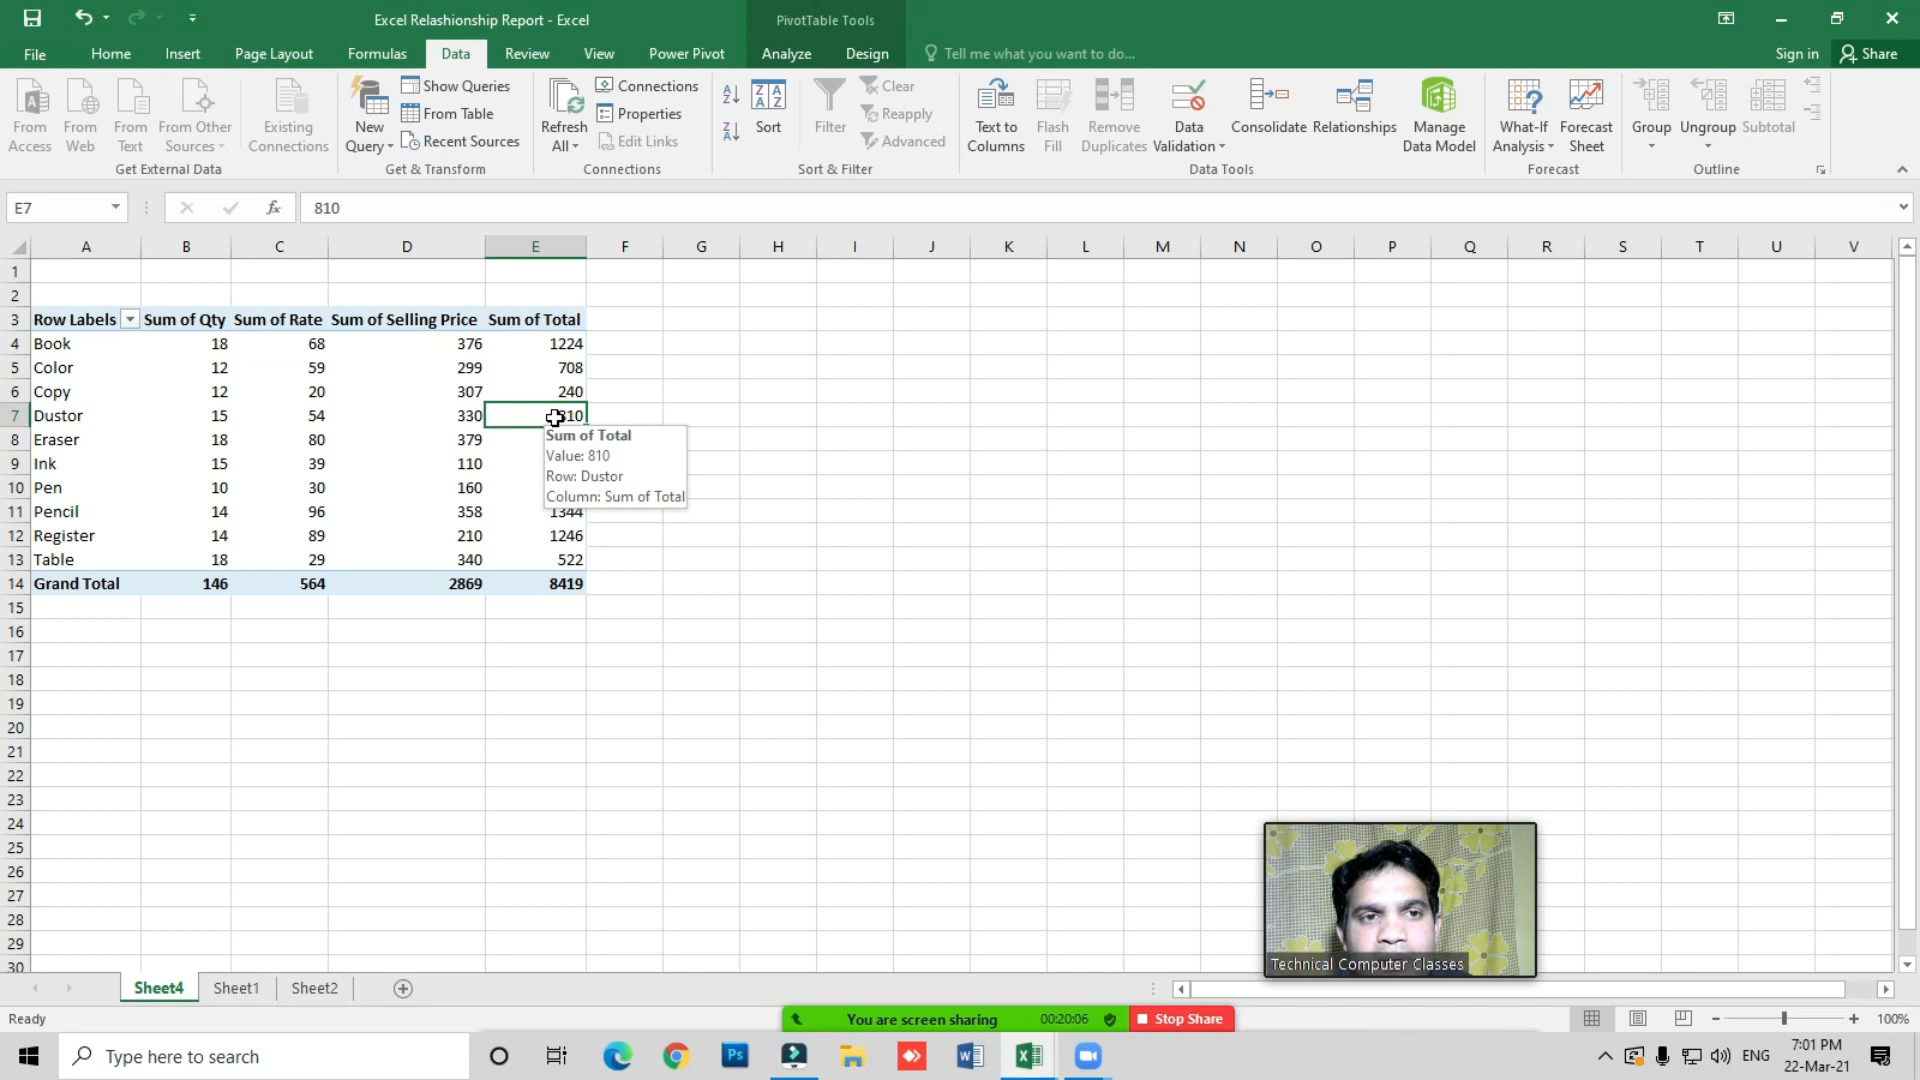 Excel Relashionship Report - Excel
PivotTable Tools
File Home Insert Page Layout Formulas Data Review View Power Pivot Analyze Design Tell me what you want to do... Sign in Share
From Access
From Web
From Text
From Other Sources
Existing Connections
Get External Data
New Query
Show Queries
From Table
Recent Sources
Get & Transform
Refresh All
Connections
Properties
Edit Links
Connections
Sort
Filter
Clear
Reapply
Advanced
Sort & Filter
Text to Columns
Flash Fill
Remove Duplicates
Data Validation
Consolidate
Relationships
Manage Data Model
Data Tools
What-If Analysis
Forecast Sheet
Forecast
Group
Ungroup
Subtotal
Outline
E7 fx 810
A B C D E F G H I J K L M N O P Q R S T U V
1
2
3 Row Labels Sum of Qty Sum of Rate Sum of Selling Price Sum of Total
4 Book 18 68 376 1224
5 Color 12 59 299 708
6 Copy 12 20 307 240
7 Dustor 15 54 330 810
8 Eraser 18 80 379
9 Ink 15 39 110
10 Pen 10 30 160
11 Pencil 14 96 358 1344
12 Register 14 89 210 1246
13 Table 18 29 340 522
14 Grand Total 146 564 2869 8419
Sum of Total
Value: 810
Row: Dustor
Column: Sum of Total
15
16
17
18
19
20
21
22
23
24
25
26
27
28
29
30
Technical Computer Classes
Sheet4 Sheet1 Sheet2
Ready
You are screen sharing 00:20:06 Stop Share
100%
Type here to search
Ps
ENG
7:01 PM
22-Mar-21